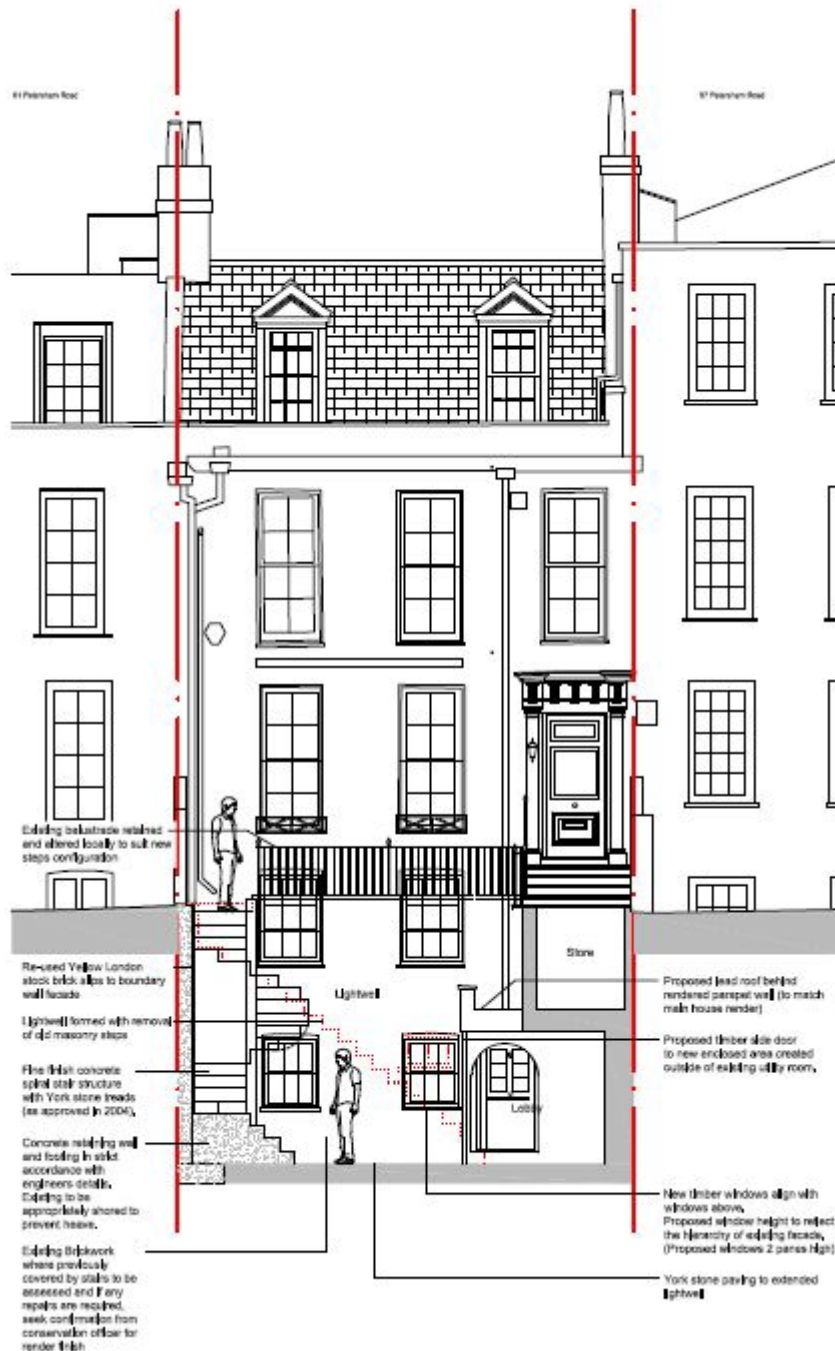 61 Petersham Road
57 Petersham Road
Existing balustrade retained
and altered locally to suit new
steps configuration
Re-used Yellow London
stock brick slips to boundary
wall facade
Lightwell formed with removal
of old masonry steps
Fine finish concrete
spiral stair structure
with York stone treads
(as approved in 2004).
Concrete retaining wall
and footing in strict
accordance with
engineers details.
Existing to be
appropriately shored to
prevent heave.
Existing Brickwork
where previously
covered by stairs to be
assessed and if any
repairs are required,
seek confirmation from
conservation officer for
render finish
Lightwell
Store
Lobby
Proposed lead roof behind
rendered parapet wall (to match
main house render)
Proposed timber side door
to new enclosed area created
outside of existing utility room.
New timber windows align with
windows above.
Proposed window height to reflect
the hierarchy of existing facade.
(Proposed windows 2 panes high)
York stone paving to extended
lightwell